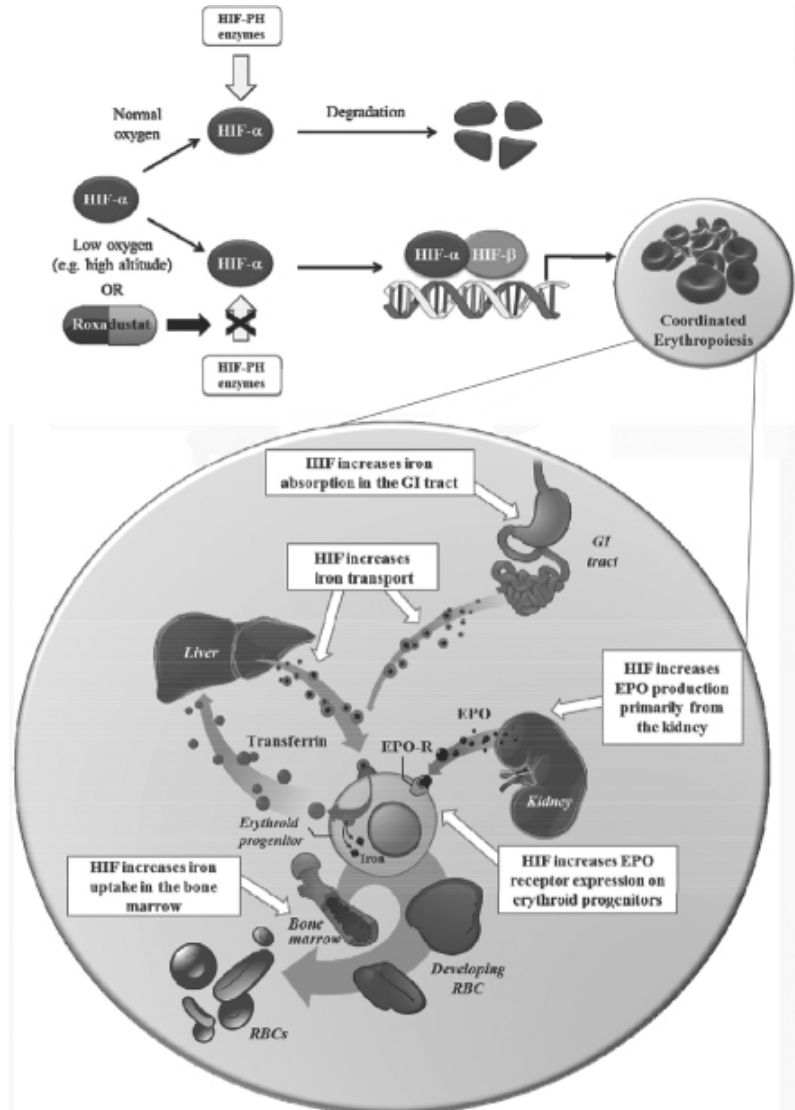 HIF-PH
enzymes
Normal
oxygen
HIF-α
Degradation
HIF-α
Low oxygen
(e.g. high altitude)
OR
Roxadustat
HIF-α
HIF-PH
enzymes
HIF-α HIF-β
Coordinated
Erythropoiesis
HIF increases iron
absorption in the GI tract
GI
tract
HIF increases
iron transport
Liver
HIF increases
EPO production
primarily from
the kidney
EPO
Transferrin
EPO-R
Kidney
Erythroid
progenitor
Iron
HIF increases iron
uptake in the bone
marrow
HIF increases EPO
receptor expression on
erythroid progenitors
Bone
marrow
Developing
RBC
RBCs